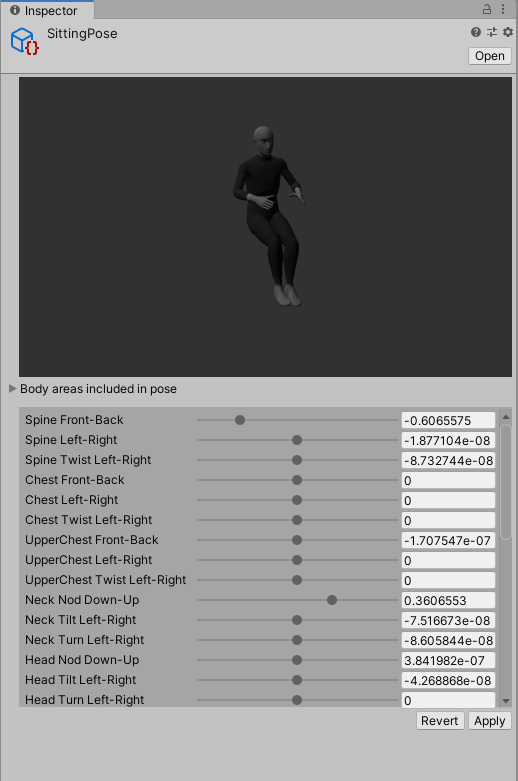 Inspector
SittingPose
Open
Body areas included in pose
Spine Front-Back -0.6065575
Spine Left-Right -1.877104e-08
Spine Twist Left-Right -8.732744e-08
Chest Front-Back 0
Chest Left-Right 0
Chest Twist Left-Right 0
UpperChest Front-Back -1.707547e-07
UpperChest Left-Right 0
UpperChest Twist Left-Right 0
Neck Nod Down-Up 0.3606553
Neck Tilt Left-Right -7.516673e-08
Neck Turn Left-Right -8.605844e-08
Head Nod Down-Up 3.841982e-07
Head Tilt Left-Right -4.268868e-08
Head Turn Left-Right 0
Revert Apply